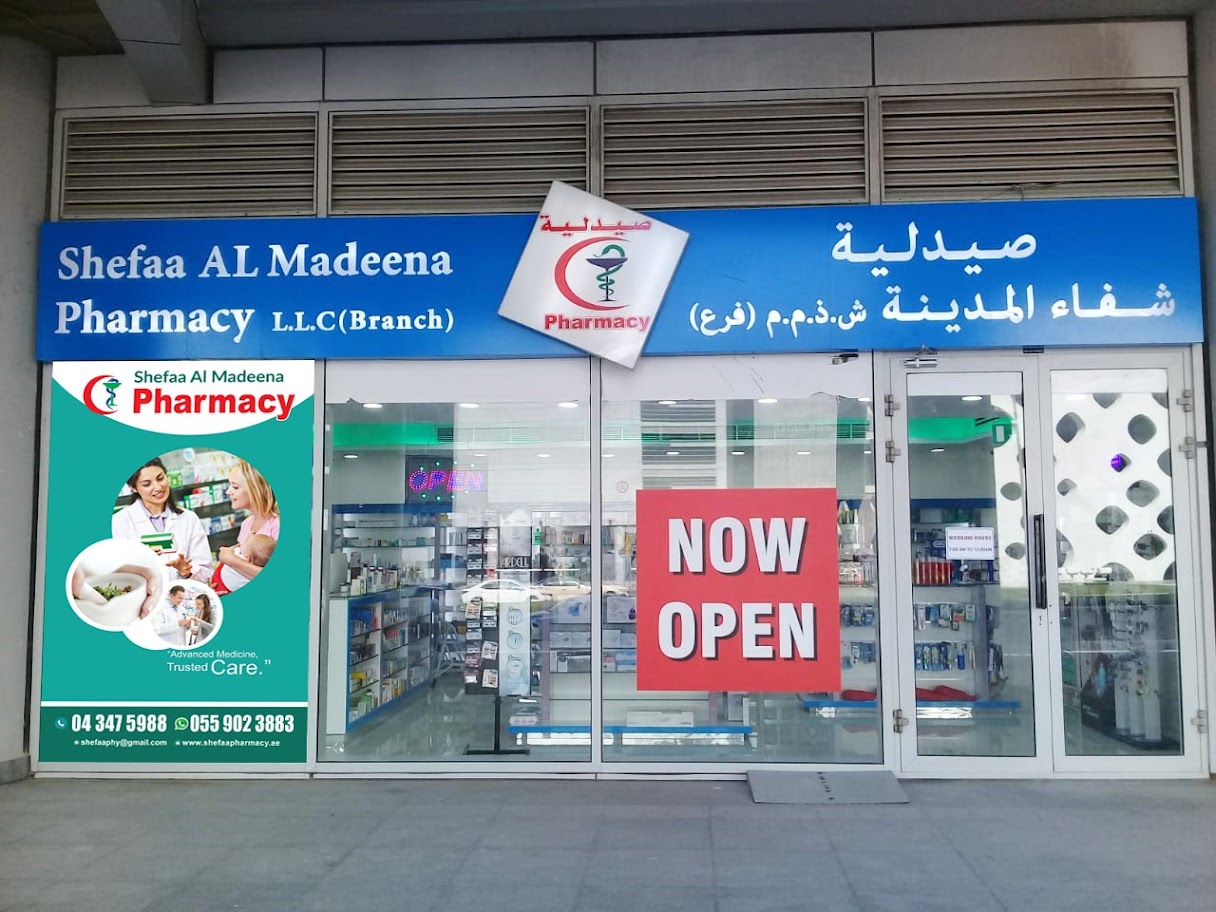 Shefaa AL Madeena
Pharmacy L.L.C(Branch)
صيدلية
Pharmacy
صيدلية
شفاء المدينة ش.ذ.م.م (فرع)
Shefaa Al Madeena
Pharmacy
"Advanced Medicine,
Trusted Care."
04 347 5988 055 902 3883
shefaaphy@gmail.com www.shefaapharmacy.ae
OPEN
NOW
OPEN
WORKING HOURS